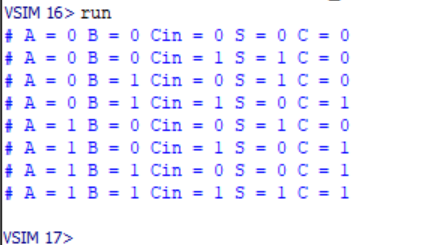 VSIM 16> run
# A = 0 B = 0 Cin = 0 S = 0 C = 0
# A = 0 B = 0 Cin = 1 S = 1 C = 0
# A = 0 B = 1 Cin = 0 S = 1 C = 0
# A = 0 B = 1 Cin = 1 S = 0 C = 1
# A = 1 B = 0 Cin = 0 S = 1 C = 0
# A = 1 B = 0 Cin = 1 S = 0 C = 1
# A = 1 B = 1 Cin = 0 S = 0 C = 1
# A = 1 B = 1 Cin = 1 S = 1 C = 1
VSIM 17>